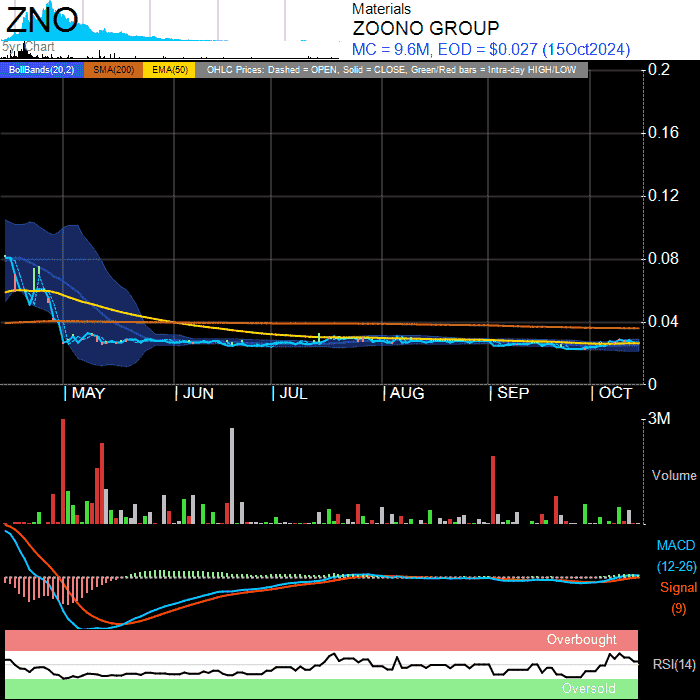 ZNO
5yr Chart
Materials
ZOONO GROUP
MC = 9.6M, EOD = $0.027 (15Oct2024)
BollBands(20,2) SMA(200) EMA(50) OHLC Prices: Dashed = OPEN, Solid = CLOSE, Green/Red bars = Intra-day HIGH/LOW
0.2
0.16
0.12
0.08
0.04
0
MAY JUN JUL AUG SEP OCT
3M
Volume
MACD
(12-26)
Signal
(9)
Overbought
RSI(14)
Oversold